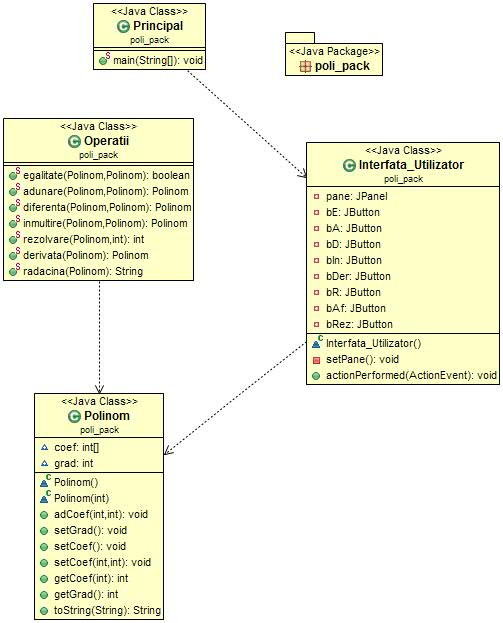 <<Java Class>>
Principal
poli_pack
main(String[]): void
<<Java Package>>
poli_pack
<<Java Class>>
Operatii
poli_pack
egalitate(Polinom,Polinom): boolean
adunare(Polinom,Polinom): Polinom
diferenta(Polinom,Polinom): Polinom
inmultire(Polinom,Polinom): Polinom
rezolvare(Polinom,int): int
derivata(Polinom): Polinom
radacina(Polinom): String
<<Java Class>>
Interfata_Utilizator
poli_pack
pane: JPanel
bE: JButton
bA: JButton
bD: JButton
bIn: JButton
bDer: JButton
bR: JButton
bAf: JButton
bRez: JButton
Interfata_Utilizator()
setPane(): void
actionPerformed(ActionEvent): void
<<Java Class>>
Polinom
poli_pack
coef: int[]
grad: int
Polinom()
Polinom(int)
adCoef(int,int): void
setGrad(): void
setCoef(): void
setCoef(int,int): void
getCoef(int): int
getGrad(): int
toString(String): String